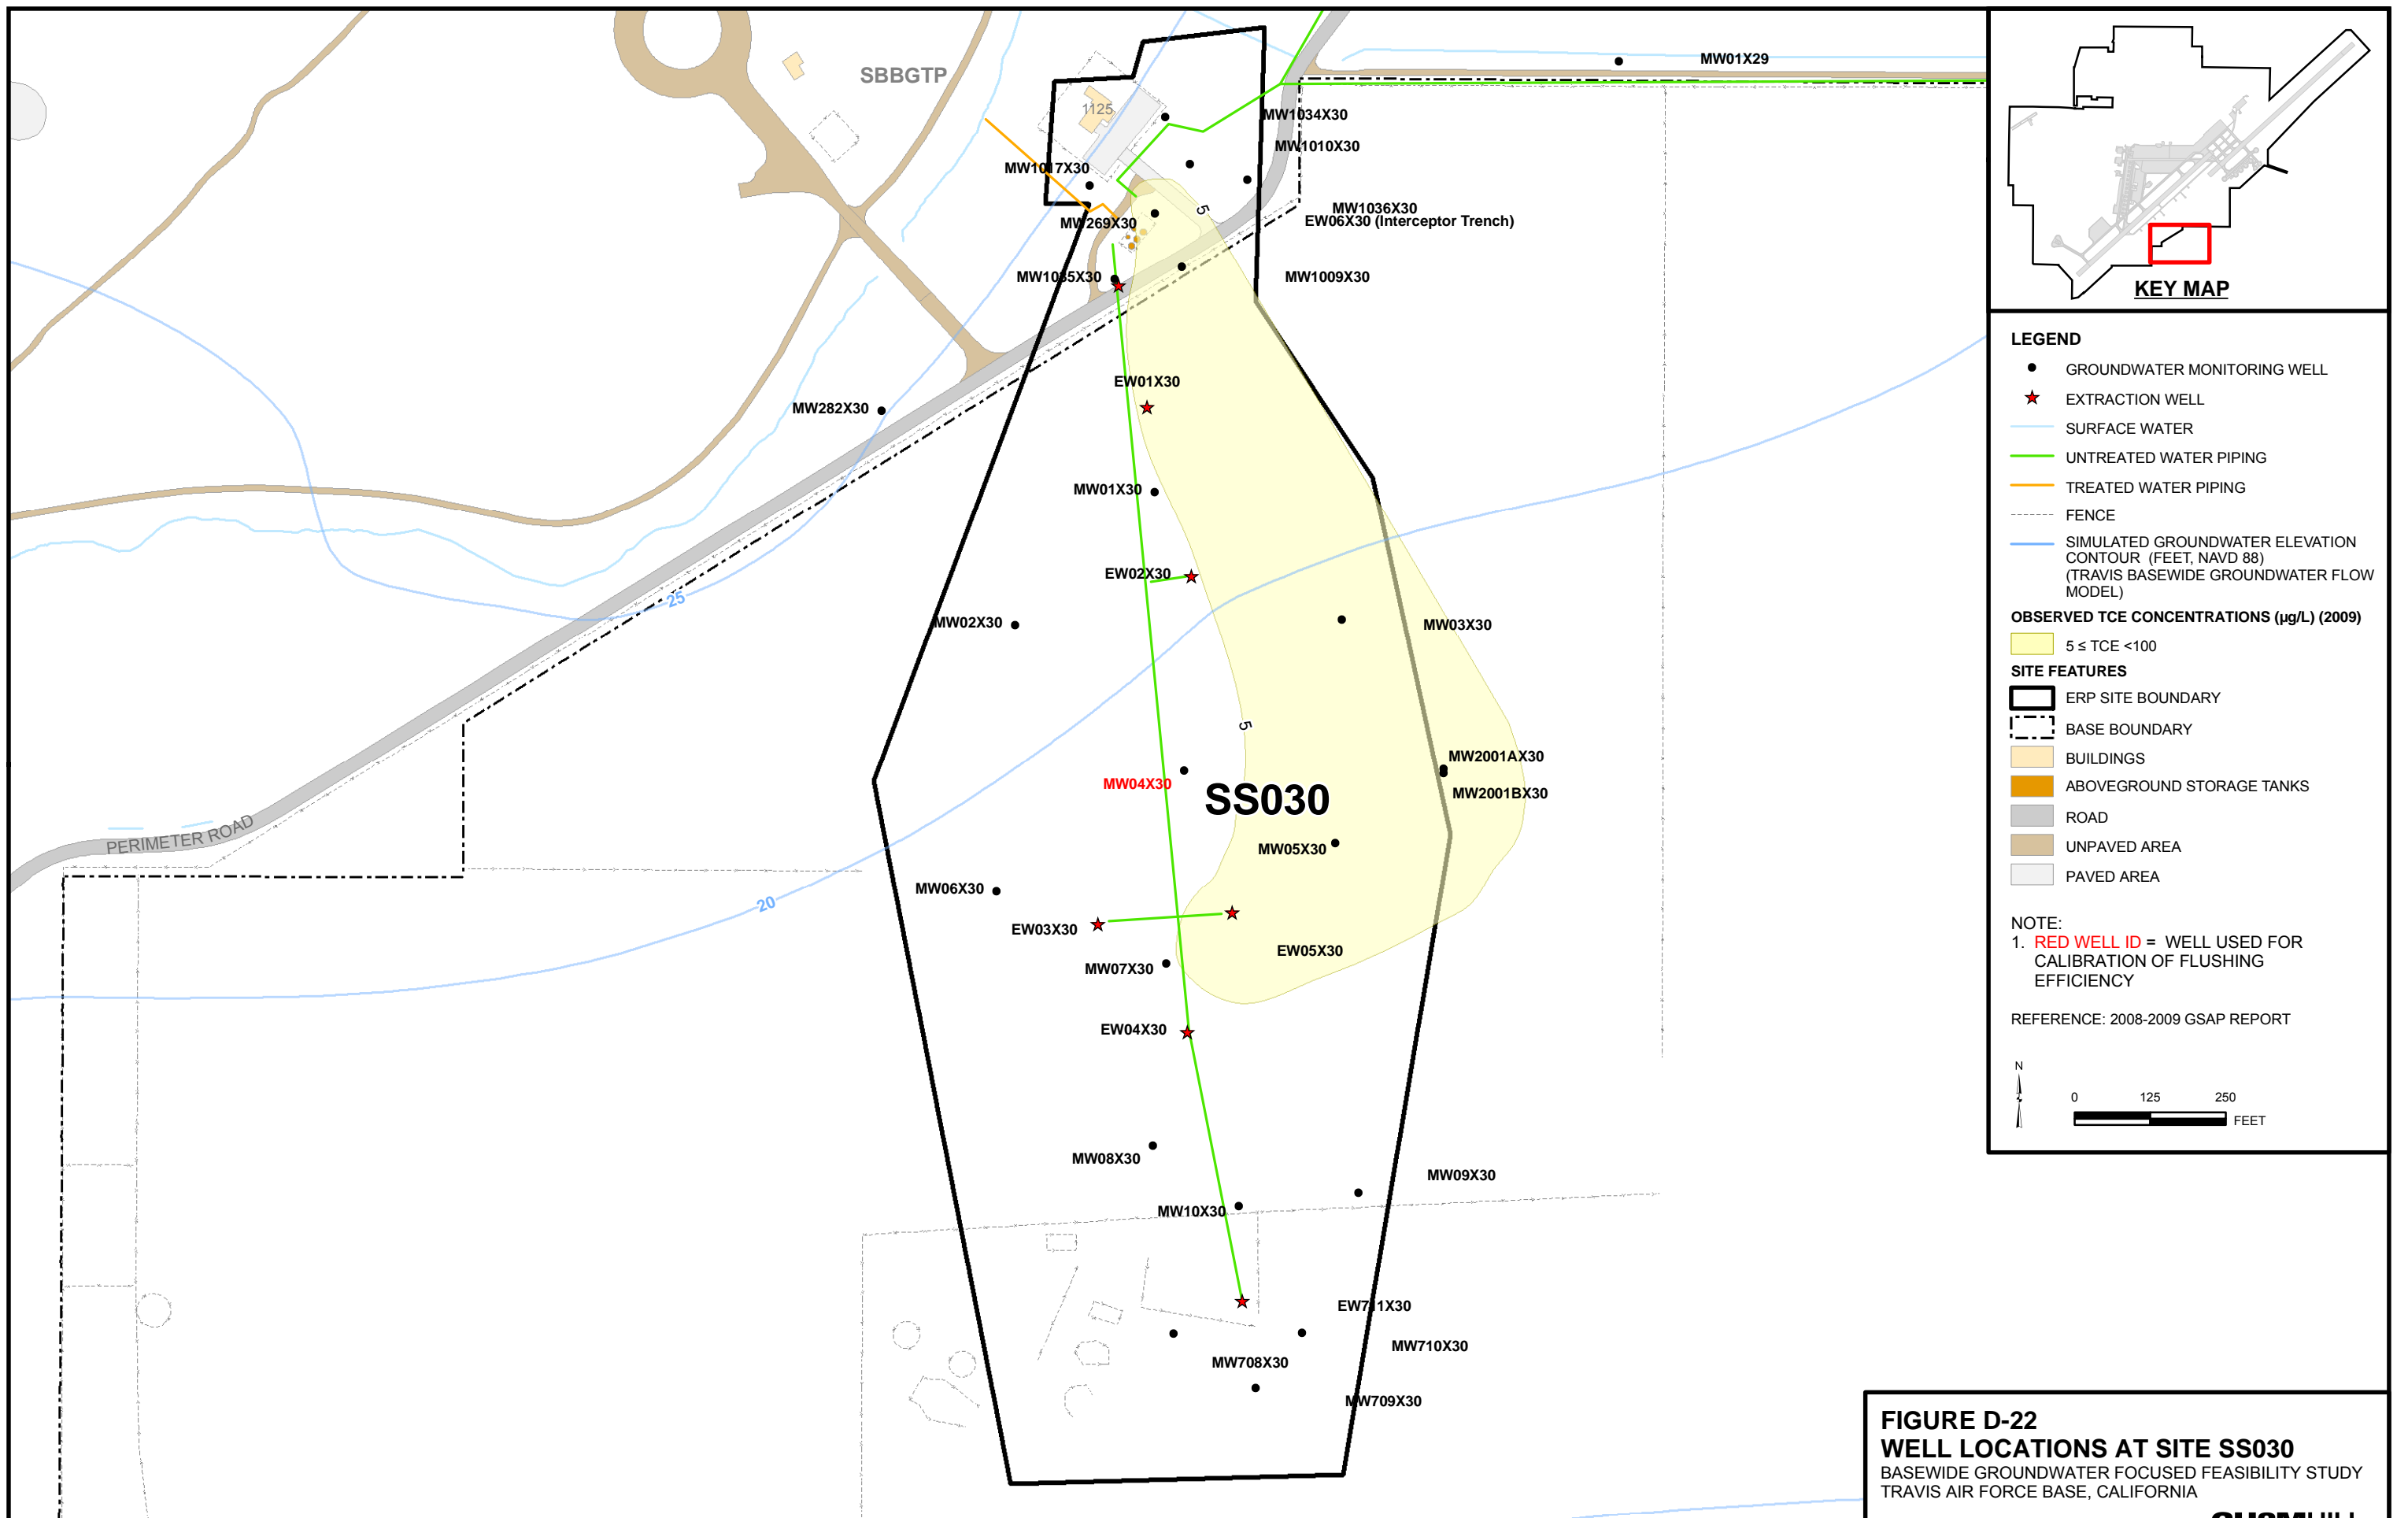 SBBGTP
1125
MW01X29
MW1034X30
MW1010X30
MW1017X30
MW1036X30
EW06X30 (Interceptor Trench)
MW269X30
5
MW1035X30
MW1009X30
EW01X30
MW282X30
MW01X30
EW02X30
25
MW02X30
MW03X30
5
MW2001AX30
MW04X30
SS030
MW2001BX30
PERIMETER ROAD
MW05X30
MW06X30
20
EW03X30
EW05X30
MW07X30
EW04X30
MW08X30
MW09X30
MW10X30
EW711X30
MW710X30
MW708X30
MW709X30
KEY MAP
LEGEND
GROUNDWATER MONITORING WELL
EXTRACTION WELL
SURFACE WATER
UNTREATED WATER PIPING
TREATED WATER PIPING
FENCE
SIMULATED GROUNDWATER ELEVATION
CONTOUR (FEET, NAVD 88)
(TRAVIS BASEWIDE GROUNDWATER FLOW
MODEL)
OBSERVED TCE CONCENTRATIONS (µg/L) (2009)
5 ≤ TCE <100
SITE FEATURES
ERP SITE BOUNDARY
BASE BOUNDARY
BUILDINGS
ABOVEGROUND STORAGE TANKS
ROAD
UNPAVED AREA
PAVED AREA
NOTE:
1. RED WELL ID = WELL USED FOR
CALIBRATION OF FLUSHING
EFFICIENCY
REFERENCE: 2008-2009 GSAP REPORT
N
0 125 250
FEET
FIGURE D-22
WELL LOCATIONS AT SITE SS030
BASEWIDE GROUNDWATER FOCUSED FEASIBILITY STUDY
TRAVIS AIR FORCE BASE, CALIFORNIA